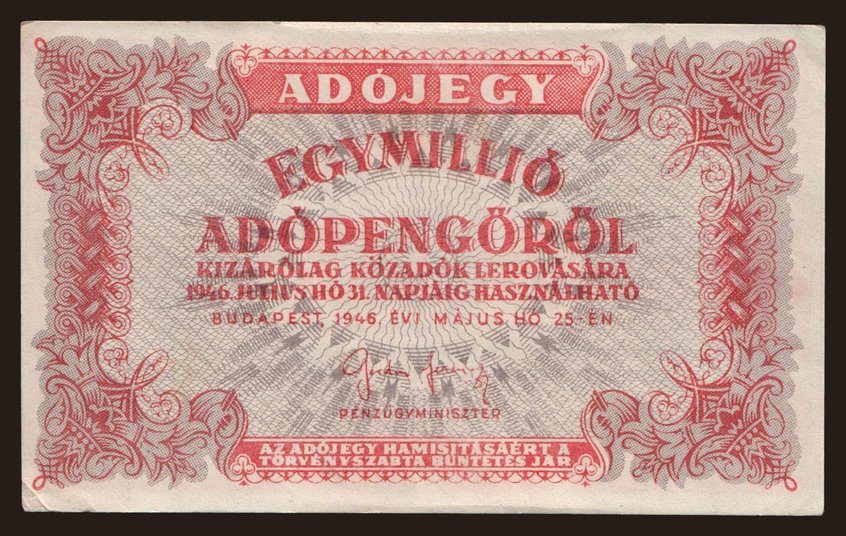 ADÓJEGY
EGYMILLIÓ
ADÓPENGŐRŐL
KIZÁRÓLAG KÖZADÓK LEROVÁSÁRA
1946. JULIUS HÓ 31. NAPJÁIG HASZNÁLHATÓ
BUDAPEST, 1946. ÉVI MÁJUS HÓ 25-ÉN
PÉNZÜGYMINISZTER
AZ ADÓJEGY HAMISITÁSÁÉRT A
TÖRVÉNYSZABTA BÜNTETÉS JÁR